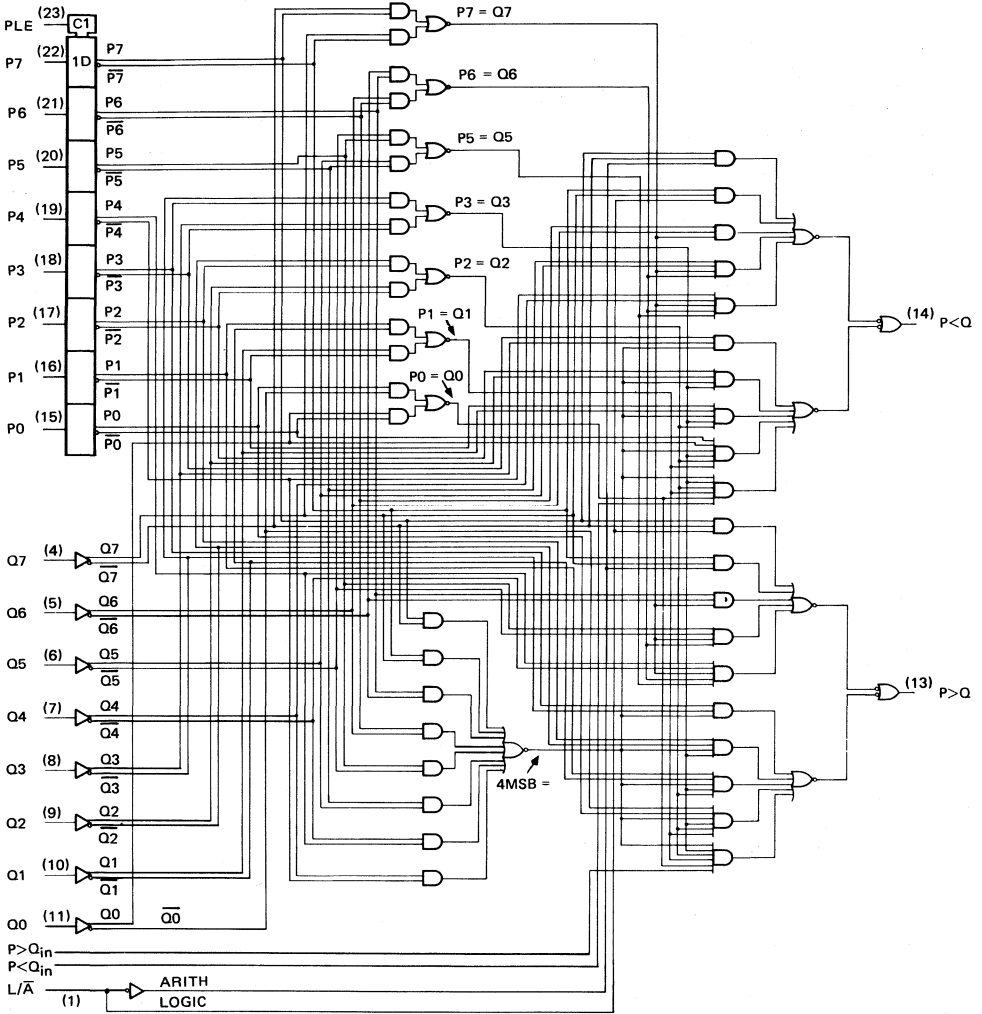 PLE (23) C1
P7 (22) 1D P7
P7̅
P6 (21) P6
P6̅
P5 (20) P5
P5̅
P4 (19) P4
P4̅
P3 (18) P3
P3̅
P2 (17) P2
P2̅
P1 (16) P1
P1̅
P0 (15) P0
P0̅
P7 = Q7
P6 = Q6
P5 = Q5
P3 = Q3
P2 = Q2
P1 = Q1
P0 = Q0
(14) P<Q
Q7 (4) Q7
Q7̅
Q6 (5) Q6
Q6̅
Q5 (6) Q5
Q5̅
Q4 (7) Q4
Q4̅
Q3 (8) Q3
Q3̅
Q2 (9) Q2
Q2̅
Q1 (10) Q1
Q1̅
Q0 (11) Q0 Q0̅
4MSB =
(13) P>Q
P>Qin
P<Qin
L/A̅ (1) ARITH
LOGIC